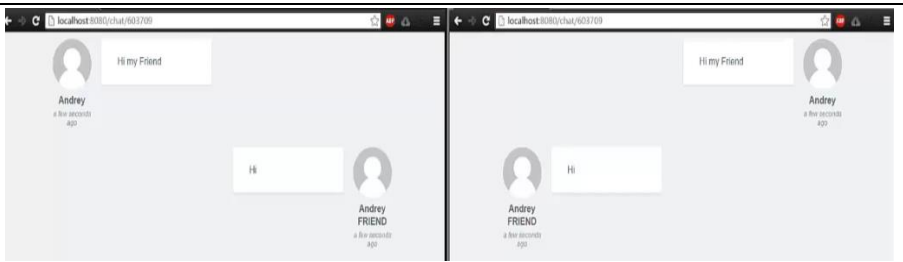 localhost:8080/chat/603709
Hi my Friend
Andrey
a few seconds
ago
Hi
Andrey
FRIEND
a few seconds
ago
localhost:8080/chat/603709
Hi my Friend
Andrey
a few seconds
ago
Hi
Andrey
FRIEND
a few seconds
ago